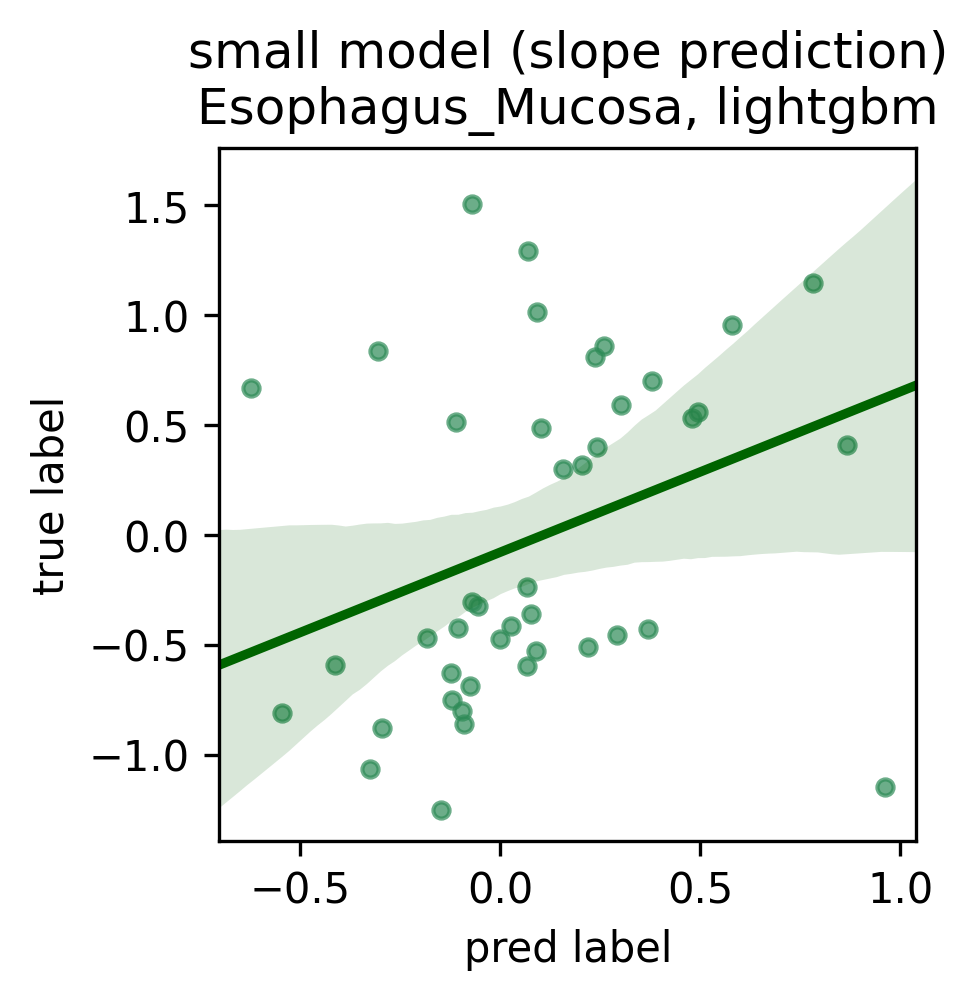 small model (slope prediction)
Esophagus_Mucosa, lightgbm
true label
1.5
1.0
0.5
0.0
−0.5
−1.0
−0.5
0.0
0.5
1.0
pred label